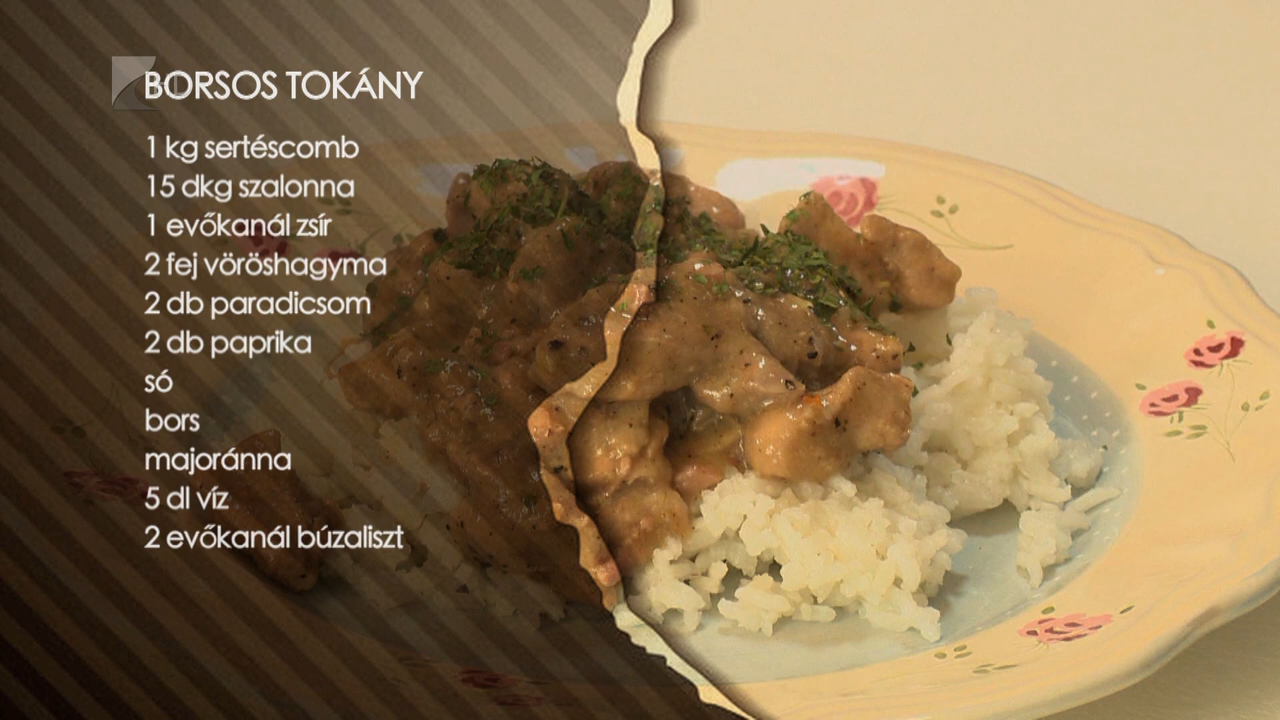 BORSOS TOKÁNY
1 kg sertéscomb
15 dkg szalonna
1 evőkanál zsír
2 fej vöröshagyma
2 db paradicsom
2 db paprika
só
bors
majoránna
5 dl víz
2 evőkanál búzaliszt